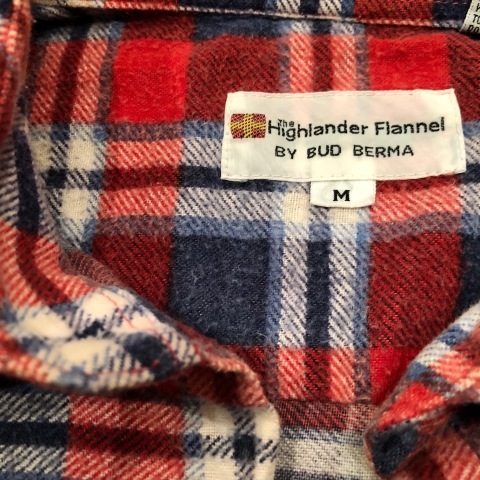 The
Highlander Flannel
BY BUD BERMA
M